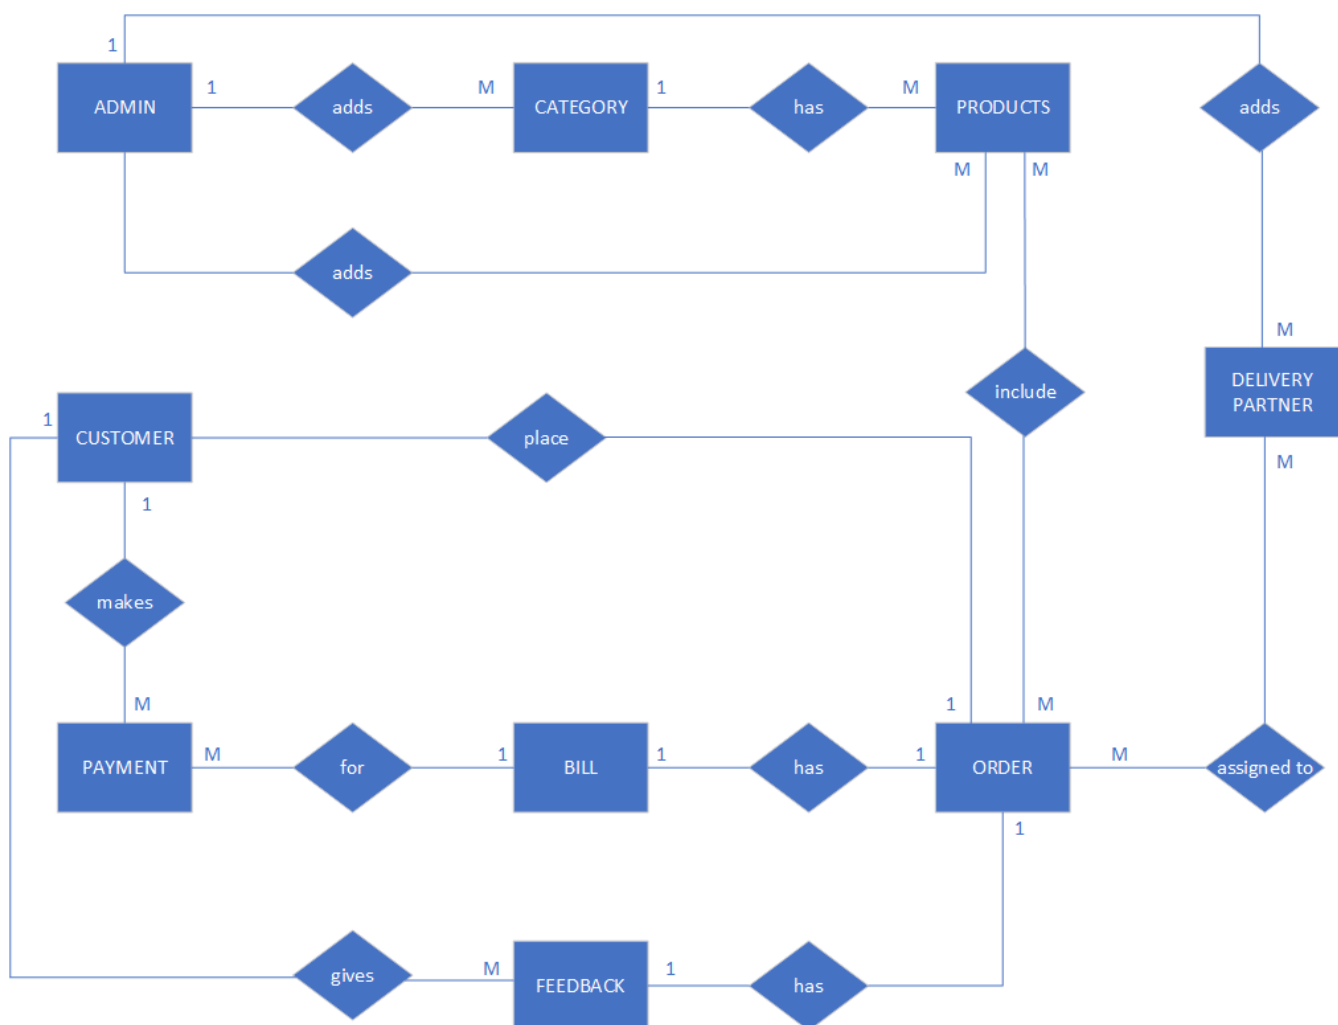 1
ADMIN
1
adds
M
CATEGORY
1
has
M
PRODUCTS
adds
M
M
adds
M
DELIVERY
PARTNER
M
include
1
CUSTOMER
place
1
makes
M
1
M
PAYMENT
M
for
1
BILL
1
has
1
ORDER
M
assigned to
1
gives
M
FEEDBACK
1
has